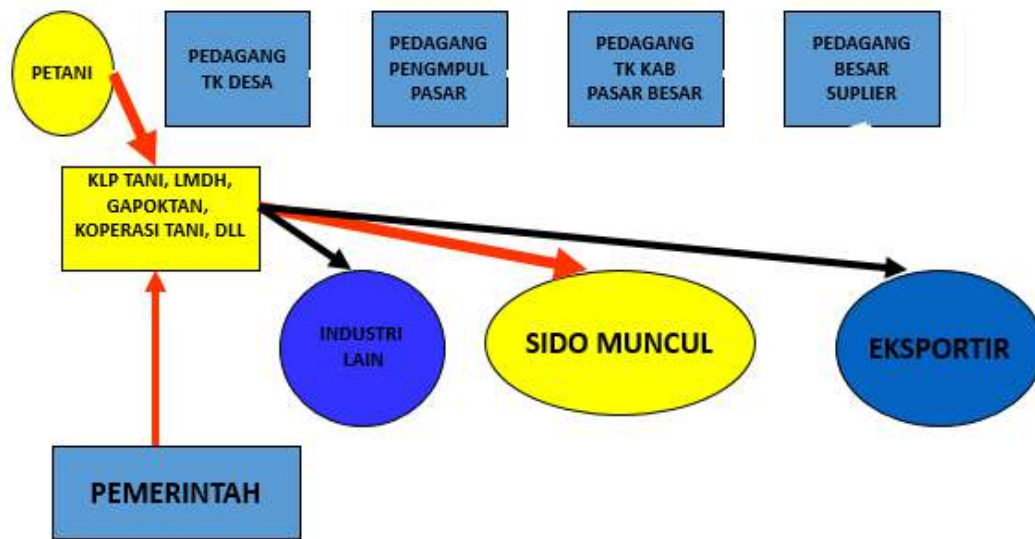 PETANI
PEDAGANG
TK DESA
PEDAGANG
PENGMPUL
PASAR
PEDAGANG
TK KAB
PASAR BESAR
PEDAGANG
BESAR
SUPLIER
KLP TANI, LMDH,
GAPOKTAN,
KOPERASI TANI, DLL
INDUSTRI
LAIN
SIDO MUNCUL
EKSPORTIR
PEMERINTAH